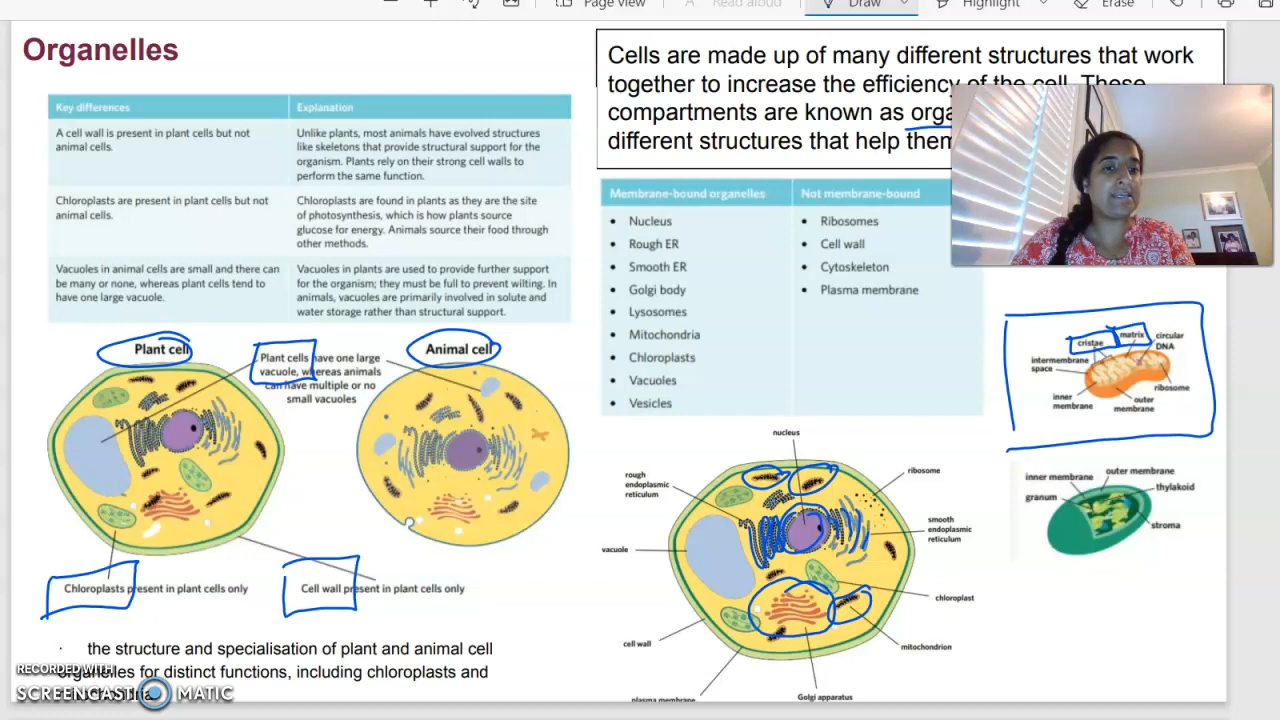 Page view
Read aloud
Draw
Highlight
Erase
Organelles
Cells are made up of many different structures that work
together to increase the efficiency of the cell. These
compartments are known as orga
different structures that help them
Key differences
Explanation
A cell wall is present in plant cells but not
animal cells.
Unlike plants, most animals have evolved structures
like skeletons that provide structural support for the
organism. Plants rely on their strong cell walls to
perform the same function.
Chloroplasts are present in plant cells but not
animal cells.
Chloroplasts are found in plants as they are the site
of photosynthesis, which is how plants source
glucose for energy. Animals source their food through
other methods.
Vacuoles in animal cells are small and there can
be many or none, whereas plant cells tend to
have one large vacuole.
Vacuoles in plants are used to provide further support
for the organism; they must be full to prevent wilting. In
animals, vacuoles are primarily involved in solute and
water storage rather than structural support.
Membrane-bound organelles
Not membrane-bound
• Nucleus
• Rough ER
• Smooth ER
• Golgi body
• Lysosomes
• Mitochondria
• Chloroplasts
• Vacuoles
• Vesicles
• Ribosomes
• Cell wall
• Cytoskeleton
• Plasma membrane
Plant cell
Plant cells have one large
vacuole, whereas animals
can have multiple or no
small vacuoles
Animal cell
Chloroplasts present in plant cells only
Cell wall present in plant cells only
cristae
matrix
circular
DNA
intermembrane
space
ribosome
inner
membrane
outer
membrane
inner membrane
outer membrane
granum
thylakoid
stroma
nucleus
rough
endoplasmic
reticulum
ribosome
smooth
endoplasmic
reticulum
vacuole
chloroplast
cell wall
mitochondrion
plasma membrane
Golgi apparatus
· the structure and specialisation of plant and animal cell
organelles for distinct functions, including chloroplasts and
RECORDED WITH
SCREENCAST MATIC